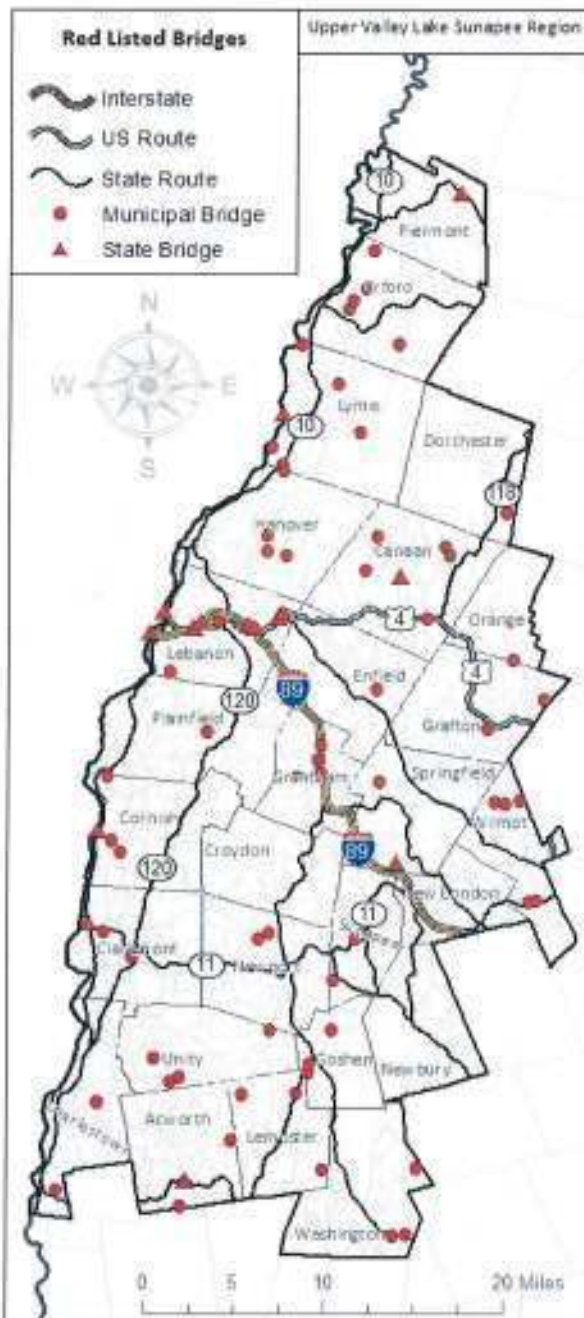 Red Listed Bridges
Upper Valley Lake Sunapee Region
Interstate
US Route
State Route
Municipal Bridge
State Bridge
N
W E
S
10
Piermont
Orford
Lyme
10
Dorchester
118
Hanover
Canaan
Orange
4
Lebanon
Enfield
4
89
120
Plainfield
Grafton
Grantham
Springfield
Wilmot
Cornish
Croydon
89
120
New London
11
Sunapee
Claremont
11
Newport
Unity
Goshen
Newbury
Charlestown
Acworth
Lempster
Washington
0 5 10 20 Miles